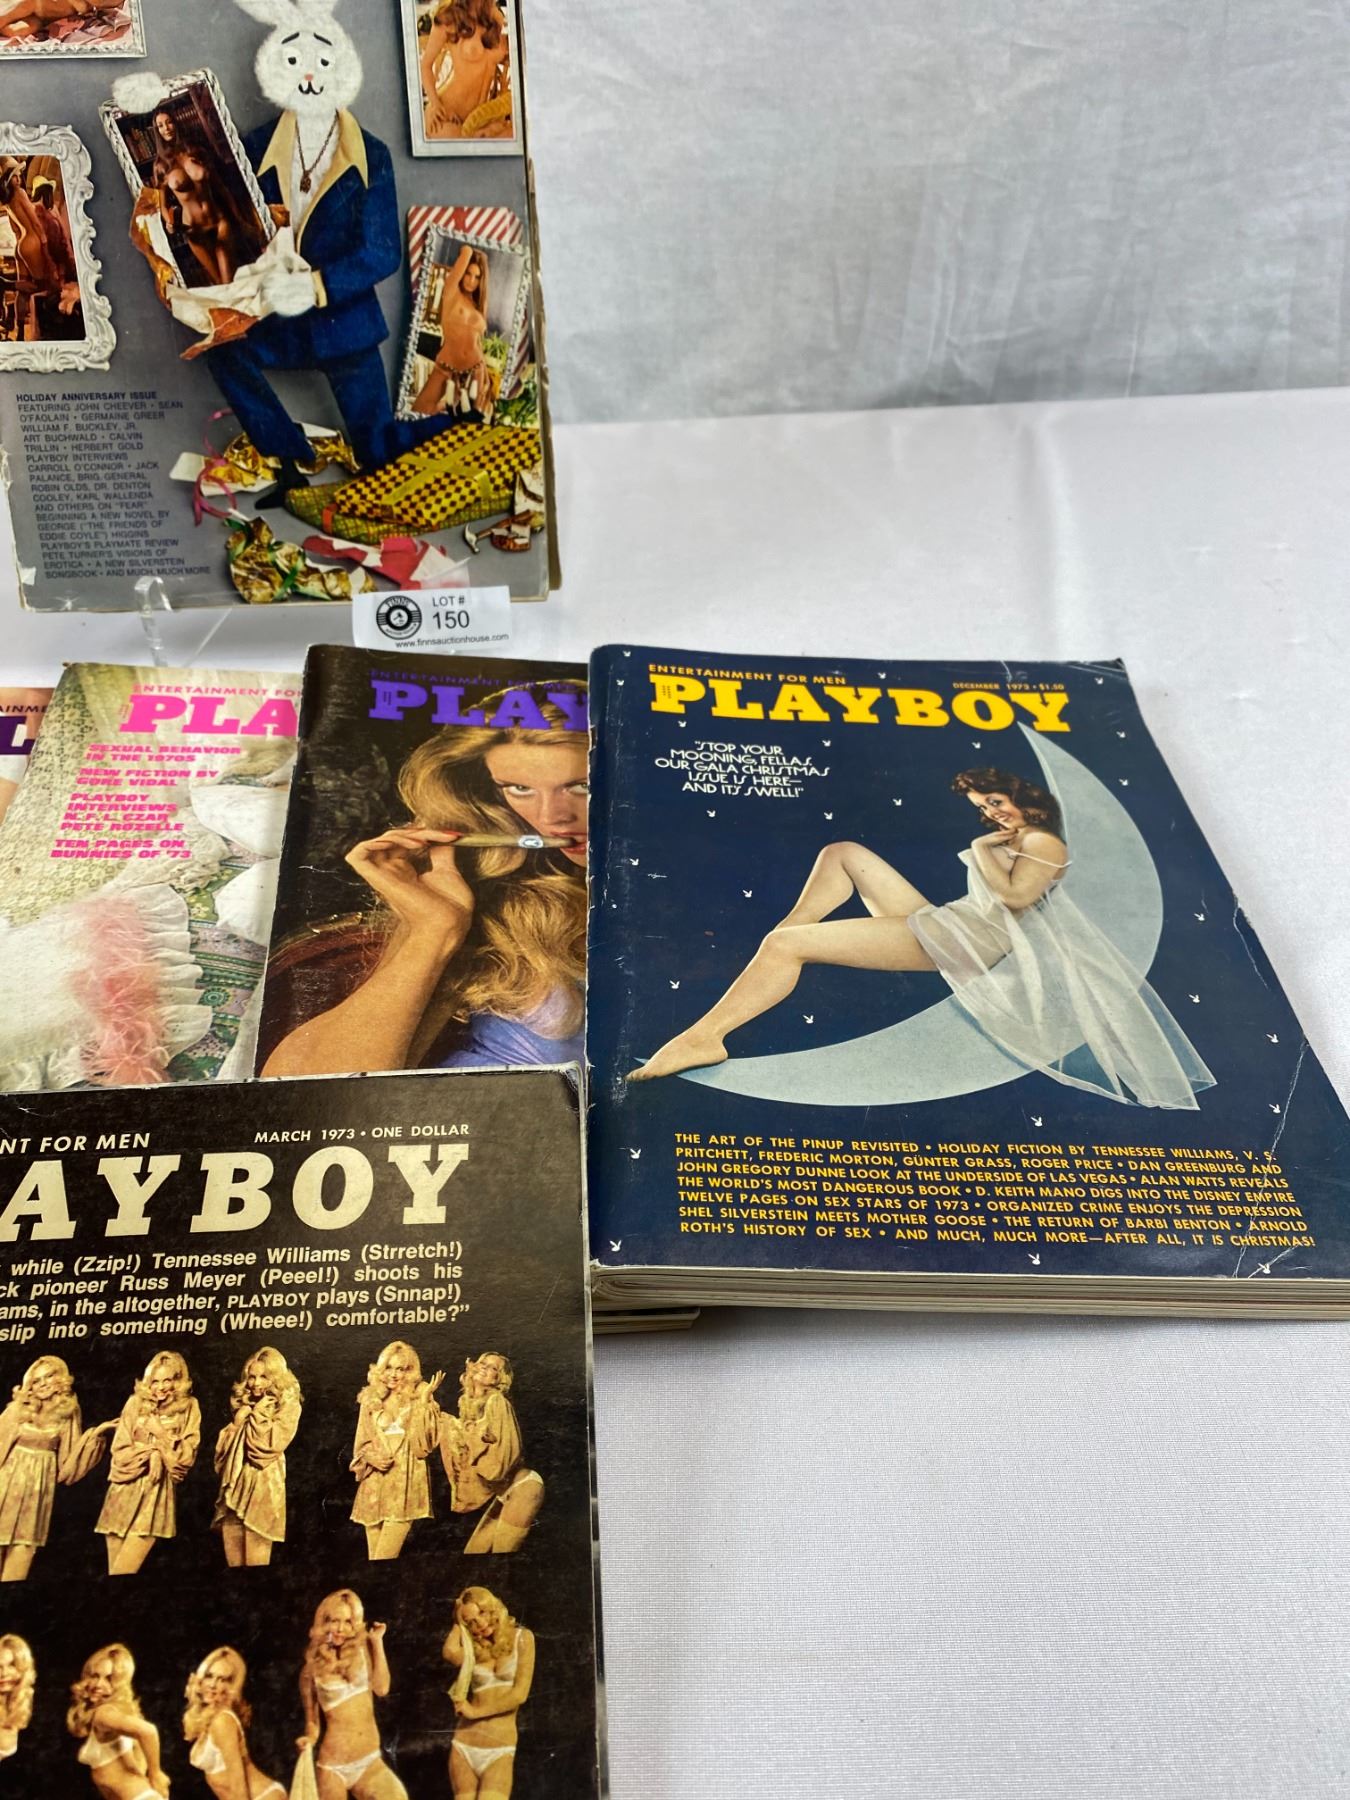 HOLIDAY ANNIVERSARY ISSUE
FEATURING JOHN CHEEVER • SEAN
O'FAOLAIN • GERMAINE GREER
WILLIAM F. BUCKLEY, JR.
ART BUCHWALD • CALVIN
TRILLIN • HERBERT GOLD
PLAYBOY INTERVIEWS
CARROLL O'CONNOR • JACK
PALANCE, BRIG. GENERAL
ROBIN OLDS, DR. DENTON
COOLEY, KARL WALLENDA
AND OTHERS ON "FEAR"
BEGINNING A NEW NOVEL BY
GEORGE ("THE FRIENDS OF
EDDIE COYLE") HIGGINS
PLAYBOY'S PLAYMATE REVIEW
PETE TURNER'S VISIONS OF
EROTICA • A NEW SILVERSTEIN
SONGBOOK • AND MUCH, MUCH MORE
LOT #
150
www.finnsauctionhouse.com
ENTERTAINMENT FOR
PLA
SEXUAL BEHAVIOR
IN THE 1970S
NEW FICTION BY
GORE VIDAL
PLAYBOY
INTERVIEWS
N.F.L. CZAR
PETE ROZELLE
TEN PAGES ON
BUNNIES OF '73
ENTERTAINMENT FOR MEN
PLAY
ENTERTAINMENT FOR MEN
DECEMBER 1973 • $1.50
PLAYBOY
"STOP YOUR
MOONING, FELLAS,
OUR GALA CHRISTMAS
ISSUE IS HERE—
AND IT'S SWELL!"
THE ART OF THE PINUP REVISITED • HOLIDAY FICTION BY TENNESSEE WILLIAMS, V. S.
PRITCHETT, FREDERIC MORTON, GÜNTER GRASS, ROGER PRICE • DAN GREENBURG AND
JOHN GREGORY DUNNE LOOK AT THE UNDERSIDE OF LAS VEGAS • ALAN WATTS REVEALS
THE WORLD'S MOST DANGEROUS BOOK • D. KEITH MANO DIGS INTO THE DISNEY EMPIRE
TWELVE PAGES ON SEX STARS OF 1973 • ORGANIZED CRIME ENJOYS THE DEPRESSION
SHEL SILVERSTEIN MEETS MOTHER GOOSE • THE RETURN OF BARBI BENTON • ARNOLD
ROTH'S HISTORY OF SEX • AND MUCH, MUCH MORE—AFTER ALL, IT IS CHRISTMAS!
NT FOR MEN
MARCH 1973 • ONE DOLLAR
AYBOY
while (Zzip!) Tennessee Williams (Strretch!)
ck pioneer Russ Meyer (Peeel!) shoots his
ams, in the altogether, PLAYBOY plays (Snnap!)
slip into something (Wheee!) comfortable?"